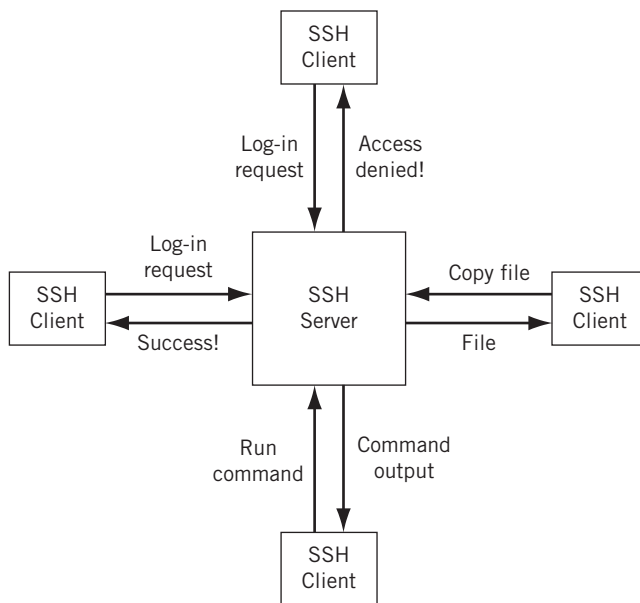 SSH
Client
Log-in
request
Access
denied!
Log-in
request
SSH
Client
Success!
SSH
Server
Copy file
File
SSH
Client
Run
command
Command
output
SSH
Client